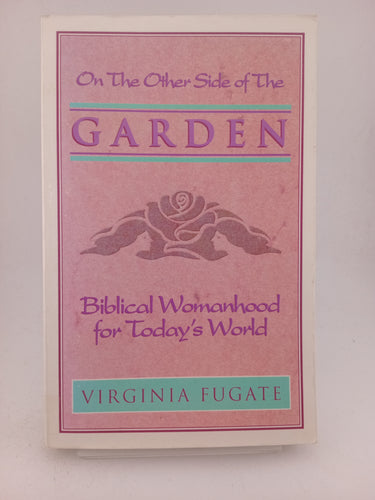 On The Other Side of The
GARDEN
Biblical Womanhood
for Today's World
VIRGINIA FUGATE